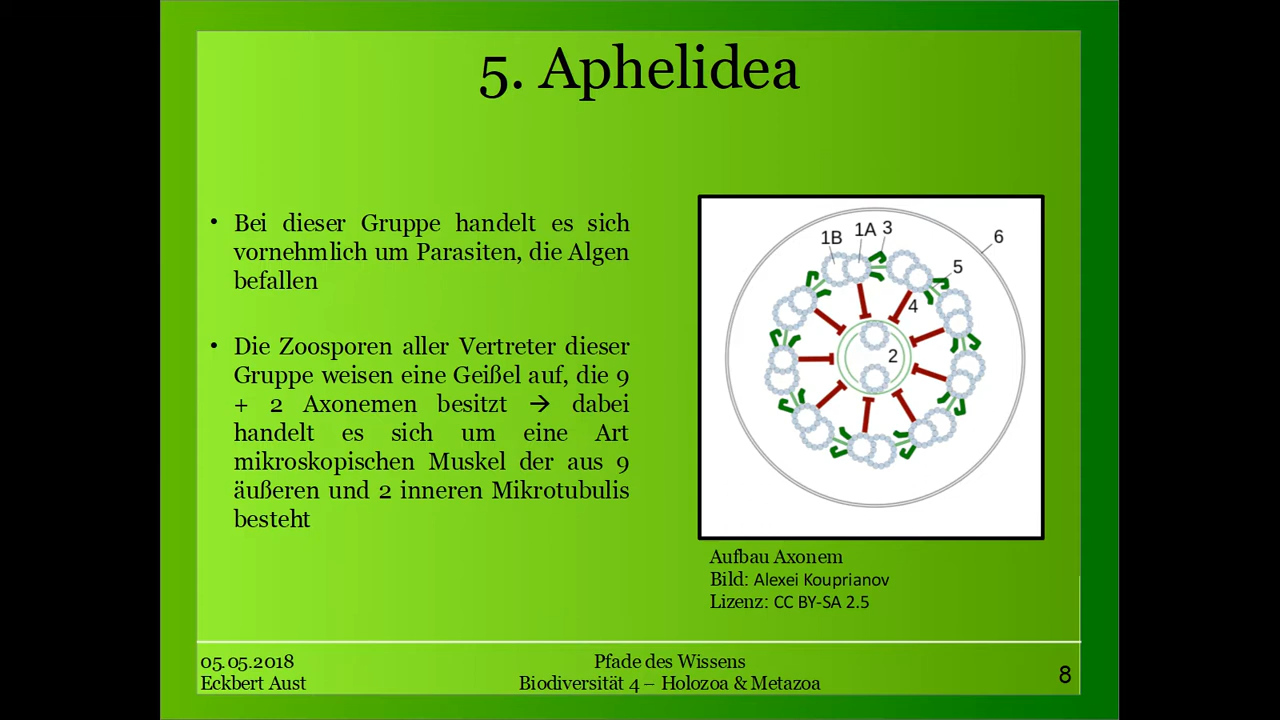 5. Aphelidea
• Bei dieser Gruppe handelt es sich
vornehmlich um Parasiten, die Algen
befallen
• Die Zoosporen aller Vertreter dieser
Gruppe weisen eine Geißel auf, die 9
+ 2 Axonemen besitzt → dabei
handelt es sich um eine Art
mikroskopischen Muskel der aus 9
äußeren und 2 inneren Mikrotubulis
besteht
1B
1A
3
6
5
4
2
Aufbau Axonem
Bild: Alexei Kouprianov
Lizenz: CC BY-SA 2.5
05.05.2018
Eckbert Aust
Pfade des Wissens
Biodiversität 4 – Holozoa & Metazoa
8